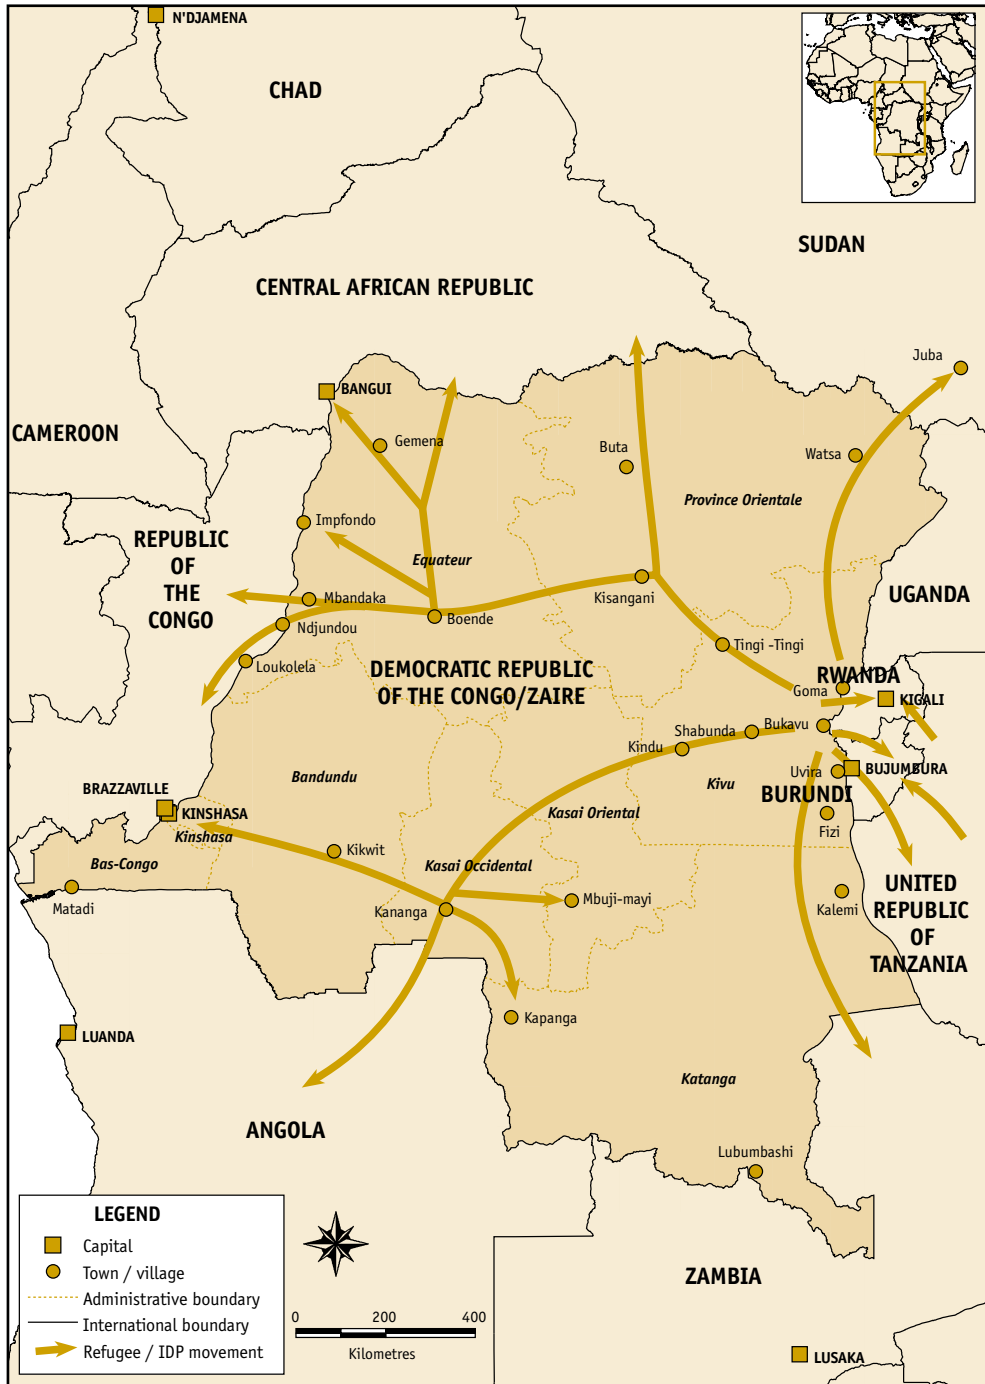 N'DJAMENA
CHAD
SUDAN
CENTRAL AFRICAN REPUBLIC
Juba
BANGUI
CAMEROON
Gemena
Buta
Watsa
Province Orientale
Impfondo
REPUBLIC
OF
THE
CONGO
Equateur
Kisangani
UGANDA
Mbandaka
Boende
Ndjundou
Tingi -Tingi
Loukolela
DEMOCRATIC REPUBLIC
OF THE CONGO/ZAIRE
RWANDA
Goma
KIGALI
Shabunda
Bukavu
Kindu
Bandundu
Kivu
Uvira
BUJUMBURA
BRAZZAVILLE
KINSHASA
Kinshasa
Kasai Oriental
BURUNDI
Fizi
Bas-Congo
Kikwit
Kasai Occidental
Matadi
Kananga
Mbuji-mayi
Kalemi
UNITED
REPUBLIC
OF
TANZANIA
Kapanga
LUANDA
Katanga
ANGOLA
Lubumbashi
LEGEND
Capital
Town / village
Administrative boundary
International boundary
Refugee / IDP movement
0 200 400
Kilometres
ZAMBIA
LUSAKA